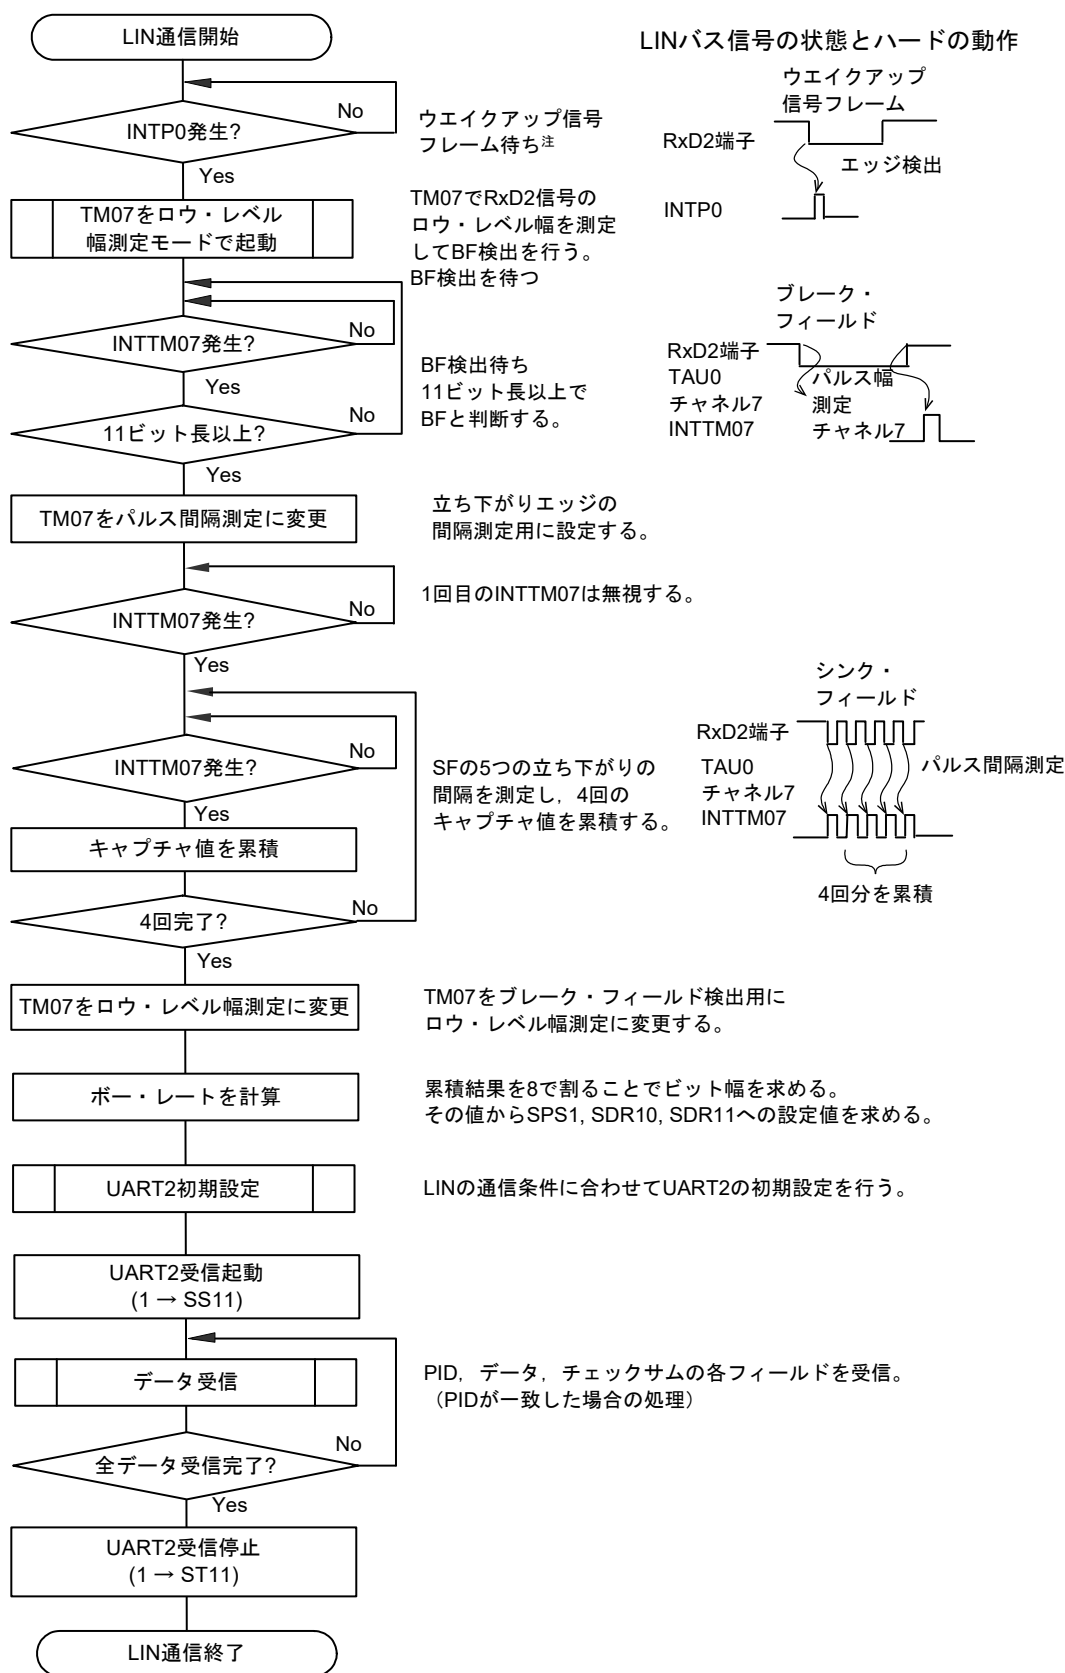 LIN通信開始
LINバス信号の状態とハードの動作
INTP0発生?
No
Yes
ウエイクアップ信号
フレーム待ち注
ウエイクアップ
信号フレーム
RxD2端子
エッジ検出
INTP0
TM07をロウ・レベル
幅測定モードで起動
TM07でRxD2信号の
ロウ・レベル幅を測定
してBF検出を行う。
BF検出を待つ
INTTM07発生?
No
Yes
11ビット長以上?
No
Yes
BF検出待ち
11ビット長以上で
BFと判断する。
ブレーク・
フィールド
RxD2端子
TAU0
チャネル7
INTTM07
パルス幅
測定
チャネル7
TM07をパルス間隔測定に変更
立ち下がりエッジの
間隔測定用に設定する。
INTTM07発生?
No
Yes
1回目のINTTM07は無視する。
シンク・
フィールド
RxD2端子
TAU0
チャネル7
INTTM07
パルス間隔測定
4回分を累積
INTTM07発生?
No
Yes
SFの5つの立ち下がりの
間隔を測定し，4回の
キャプチャ値を累積する。
キャプチャ値を累積
4回完了?
No
Yes
TM07をロウ・レベル幅測定に変更
TM07をブレーク・フィールド検出用に
ロウ・レベル幅測定に変更する。
ボー・レートを計算
累積結果を8で割ることでビット幅を求める。
その値からSPS1, SDR10, SDR11への設定値を求める。
UART2初期設定
LINの通信条件に合わせてUART2の初期設定を行う。
UART2受信起動
(1 → SS11)
データ受信
PID，データ，チェックサムの各フィールドを受信。
（PIDが一致した場合の処理）
全データ受信完了?
No
Yes
UART2受信停止
(1 → ST11)
LIN通信終了